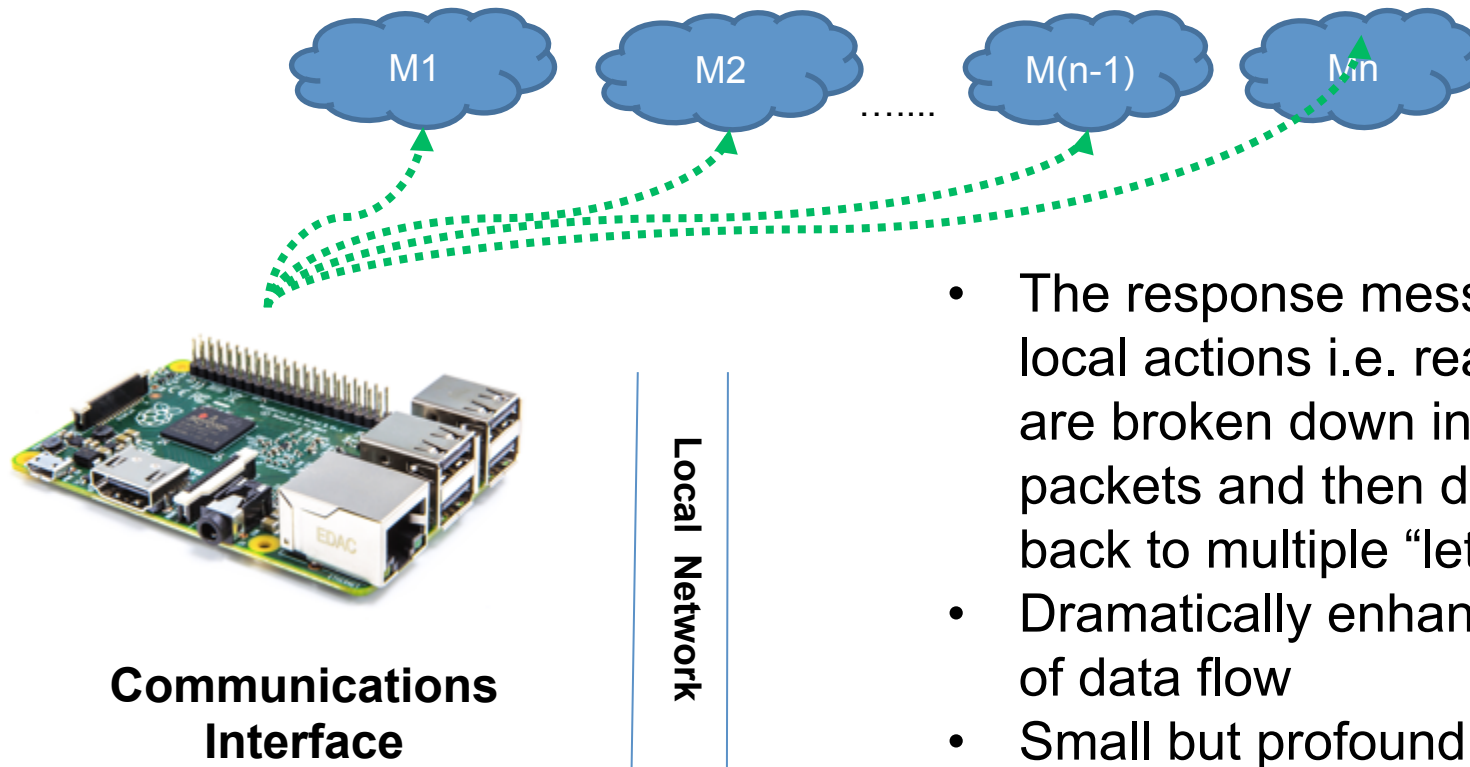 M1
M2
…....
M(n-1)
Mn
• The response mess
local actions i.e. rea
are broken down in
packets and then d
back to multiple “let
• Dramatically enhan
of data flow
• Small but profound
Local Network
EDAC
Communications
Interface